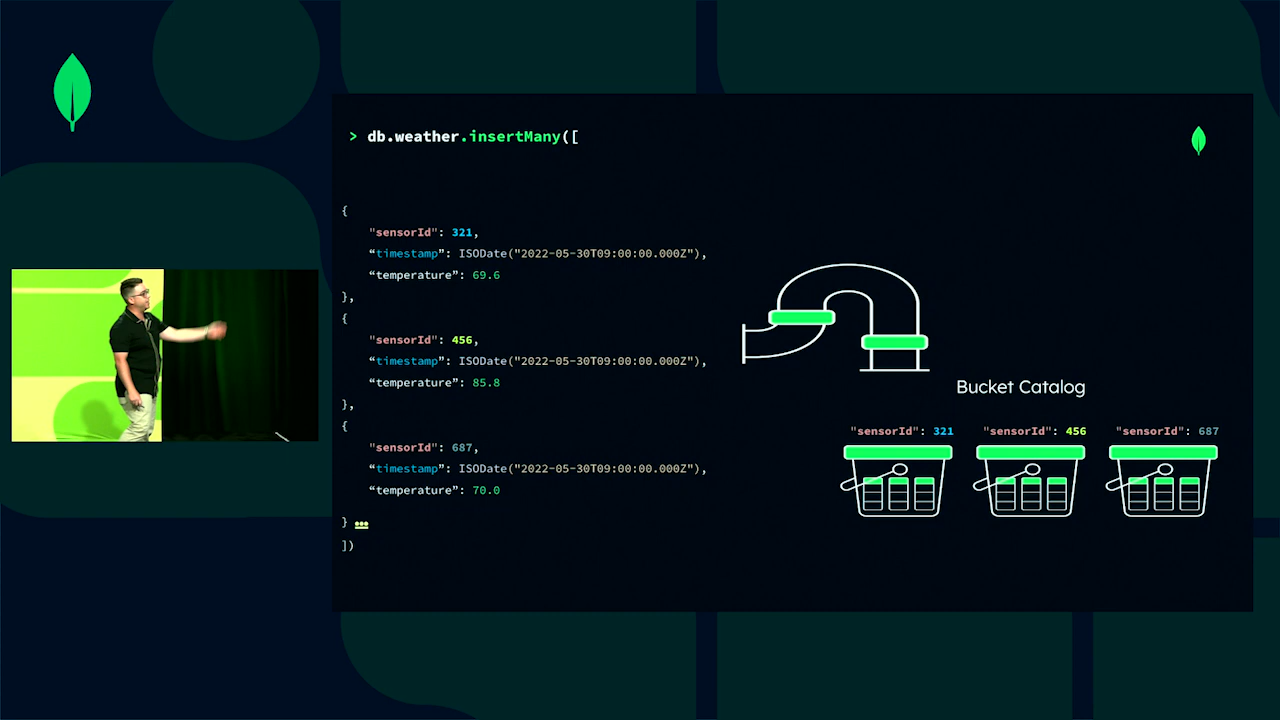 > db.weather.insertMany([
{
"sensorId": 321,
“timestamp”: ISODate("2022-05-30T09:00:00.000Z"),
“temperature”: 69.6
},
{
"sensorId": 456,
“timestamp”: ISODate("2022-05-30T09:00:00.000Z"),
“temperature”: 85.8
},
{
"sensorId": 687,
“timestamp”: ISODate("2022-05-30T09:00:00.000Z"),
“temperature”: 70.0
} •••
])
Bucket Catalog
"sensorId": 321 "sensorId": 456 "sensorId": 687